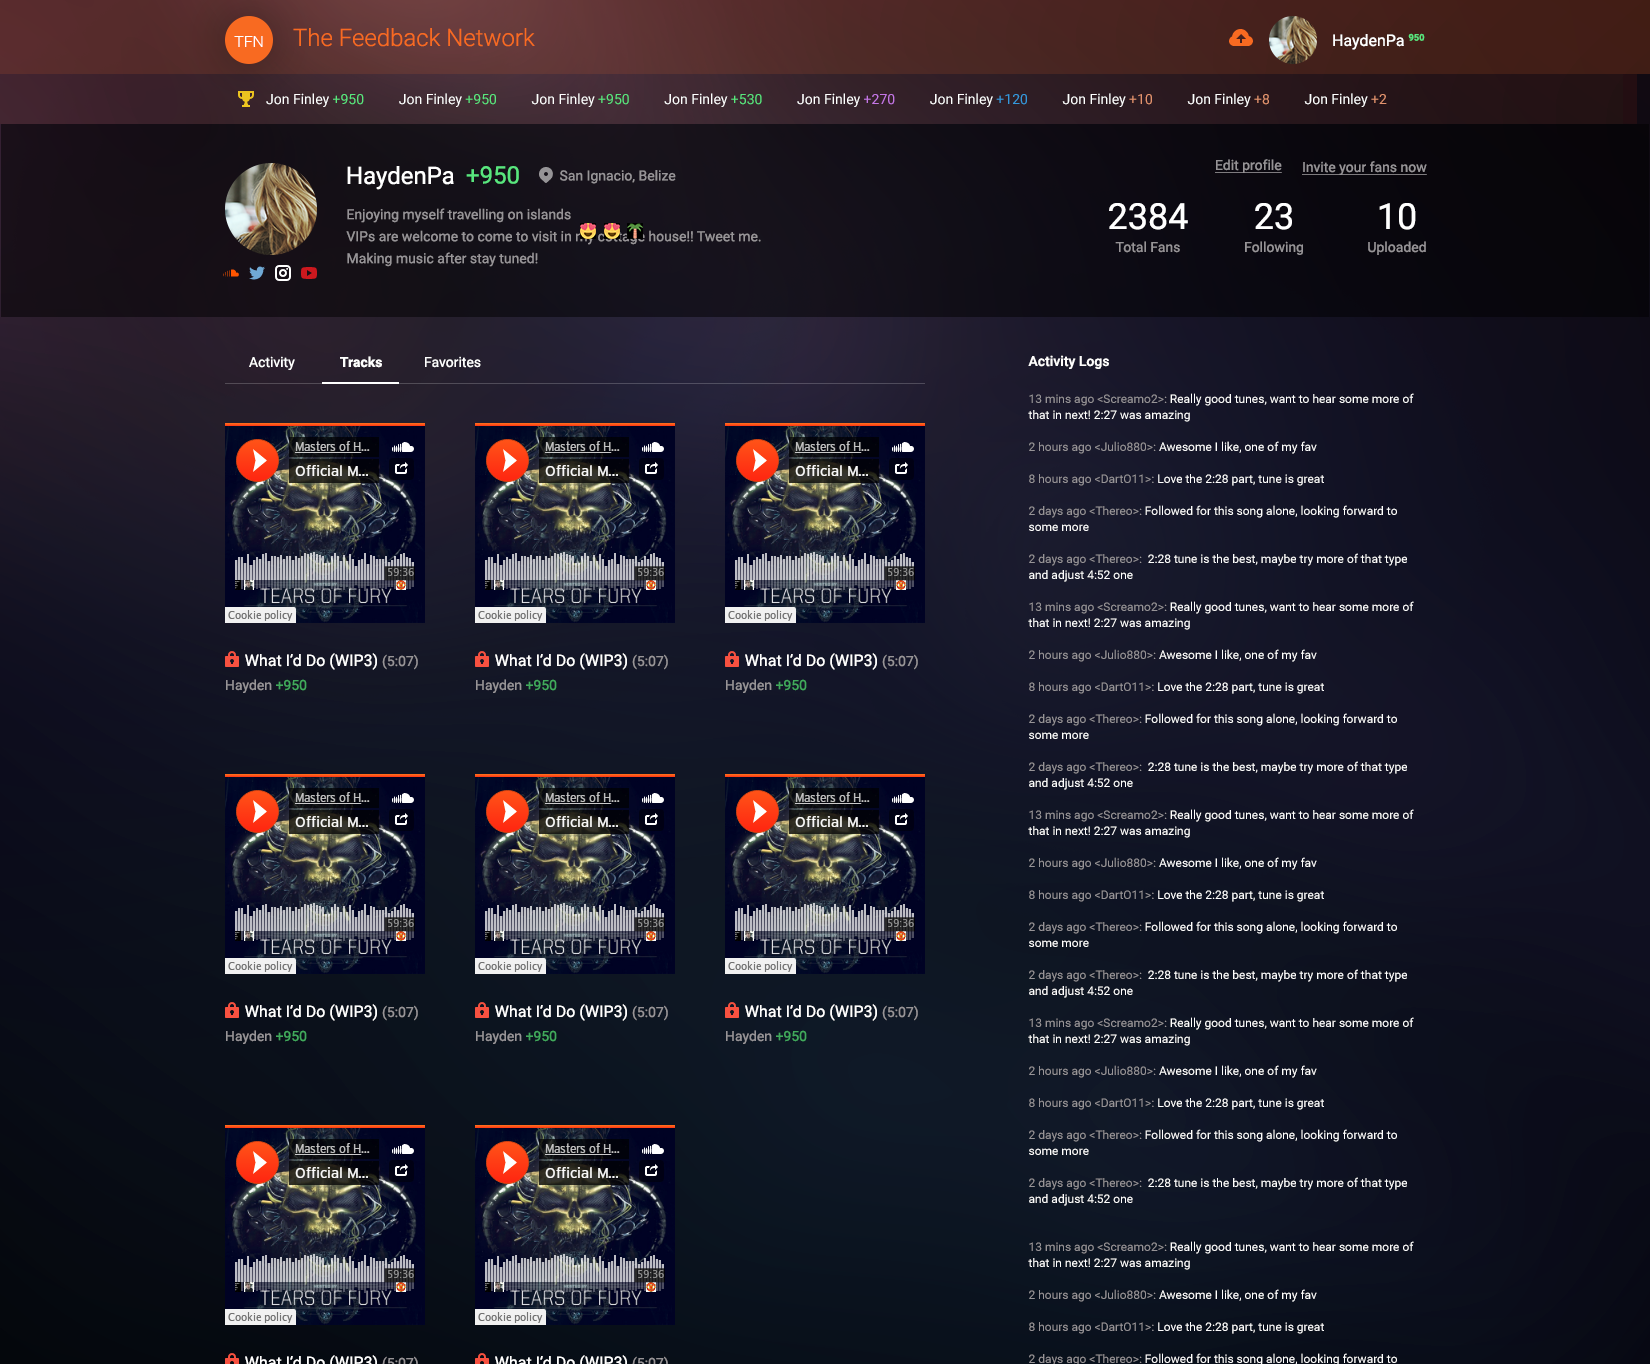 TFN The Feedback Network HaydenPa 950
Jon Finley +950 Jon Finley +950 Jon Finley +950 Jon Finley +530 Jon Finley +270 Jon Finley +120 Jon Finley +10 Jon Finley +8 Jon Finley +2
HaydenPa +950 San Ignacio, Belize
Enjoying myself travelling on islands
VIPs are welcome to come to visit in my cottage house!! Tweet me.
Making music after stay tuned!
Edit profile Invite your fans now
2384 23 10
Total Fans Following Uploaded
Activity Tracks Favorites
Masters of H... Masters of H... Masters of H...
Official M... Official M... Official M...
59:36 59:36 59:36
TEARS OF FURY TEARS OF FURY TEARS OF FURY
Cookie policy Cookie policy Cookie policy
What I’d Do (WIP3) (5:07) What I’d Do (WIP3) (5:07) What I’d Do (WIP3) (5:07)
Hayden +950 Hayden +950 Hayden +950
Masters of H... Masters of H... Masters of H...
Official M... Official M... Official M...
59:36 59:36 59:36
TEARS OF FURY TEARS OF FURY TEARS OF FURY
Cookie policy Cookie policy Cookie policy
What I’d Do (WIP3) (5:07) What I’d Do (WIP3) (5:07) What I’d Do (WIP3) (5:07)
Hayden +950 Hayden +950 Hayden +950
Masters of H... Masters of H...
Official M... Official M...
59:36 59:36
TEARS OF FURY TEARS OF FURY
Cookie policy Cookie policy
What I’d Do (WIP3) (5:07) What I’d Do (WIP3) (5:07)
Activity Logs
13 mins ago <Screamo2>: Really good tunes, want to hear some more of
that in next! 2:27 was amazing
2 hours ago <Julio880>: Awesome I like, one of my fav
8 hours ago <DartO11>: Love the 2:28 part, tune is great
2 days ago <Thereo>: Followed for this song alone, looking forward to
some more
2 days ago <Thereo>: 2:28 tune is the best, maybe try more of that type
and adjust 4:52 one
13 mins ago <Screamo2>: Really good tunes, want to hear some more of
that in next! 2:27 was amazing
2 hours ago <Julio880>: Awesome I like, one of my fav
8 hours ago <DartO11>: Love the 2:28 part, tune is great
2 days ago <Thereo>: Followed for this song alone, looking forward to
some more
2 days ago <Thereo>: 2:28 tune is the best, maybe try more of that type
and adjust 4:52 one
13 mins ago <Screamo2>: Really good tunes, want to hear some more of
that in next! 2:27 was amazing
2 hours ago <Julio880>: Awesome I like, one of my fav
8 hours ago <DartO11>: Love the 2:28 part, tune is great
2 days ago <Thereo>: Followed for this song alone, looking forward to
some more
2 days ago <Thereo>: 2:28 tune is the best, maybe try more of that type
and adjust 4:52 one
13 mins ago <Screamo2>: Really good tunes, want to hear some more of
that in next! 2:27 was amazing
2 hours ago <Julio880>: Awesome I like, one of my fav
8 hours ago <DartO11>: Love the 2:28 part, tune is great
2 days ago <Thereo>: Followed for this song alone, looking forward to
some more
2 days ago <Thereo>: 2:28 tune is the best, maybe try more of that type
and adjust 4:52 one
13 mins ago <Screamo2>: Really good tunes, want to hear some more of
that in next! 2:27 was amazing
2 hours ago <Julio880>: Awesome I like, one of my fav
8 hours ago <DartO11>: Love the 2:28 part, tune is great
2 days ago <Thereo>: Followed for this song alone, looking forward to